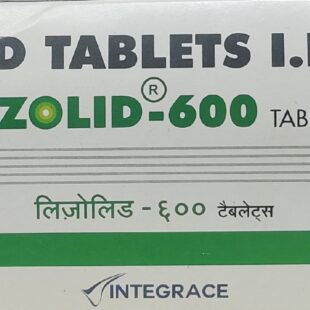 D TABLETS I.
ZOLID®-600 TAB
लिज़ोलिड - ६०० टैबलेट्स
INTEGRACE